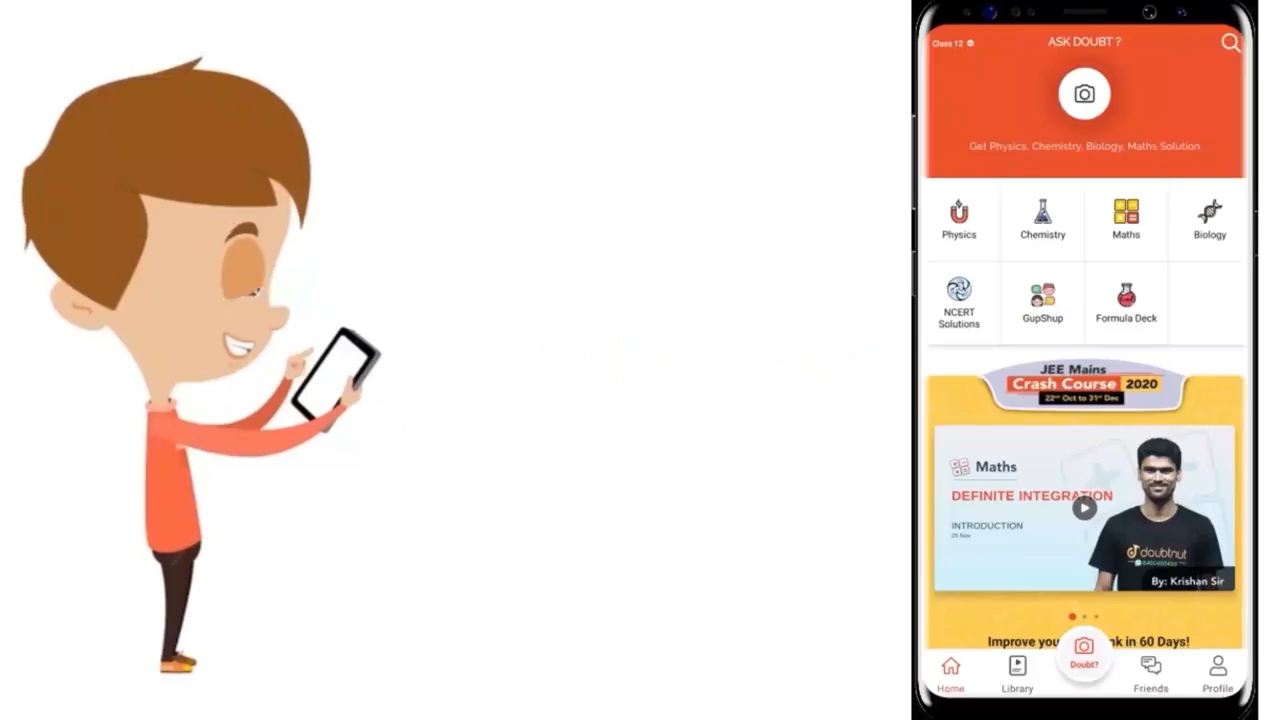 Class 12
ASK DOUBT ?
Get Physics, Chemistry, Biology, Maths Solution
Physics
Chemistry
Maths
Biology
NCERT
Solutions
GupShup
Formula Deck
JEE Mains
Crash Course 2020
22nd Oct to 31st Dec
Maths
DEFINITE INTEGRATION
INTRODUCTION
doubtnut
By: Krishan Sir
Improve you nk in 60 Days!
Doubt?
Home
Library
Friends
Profile